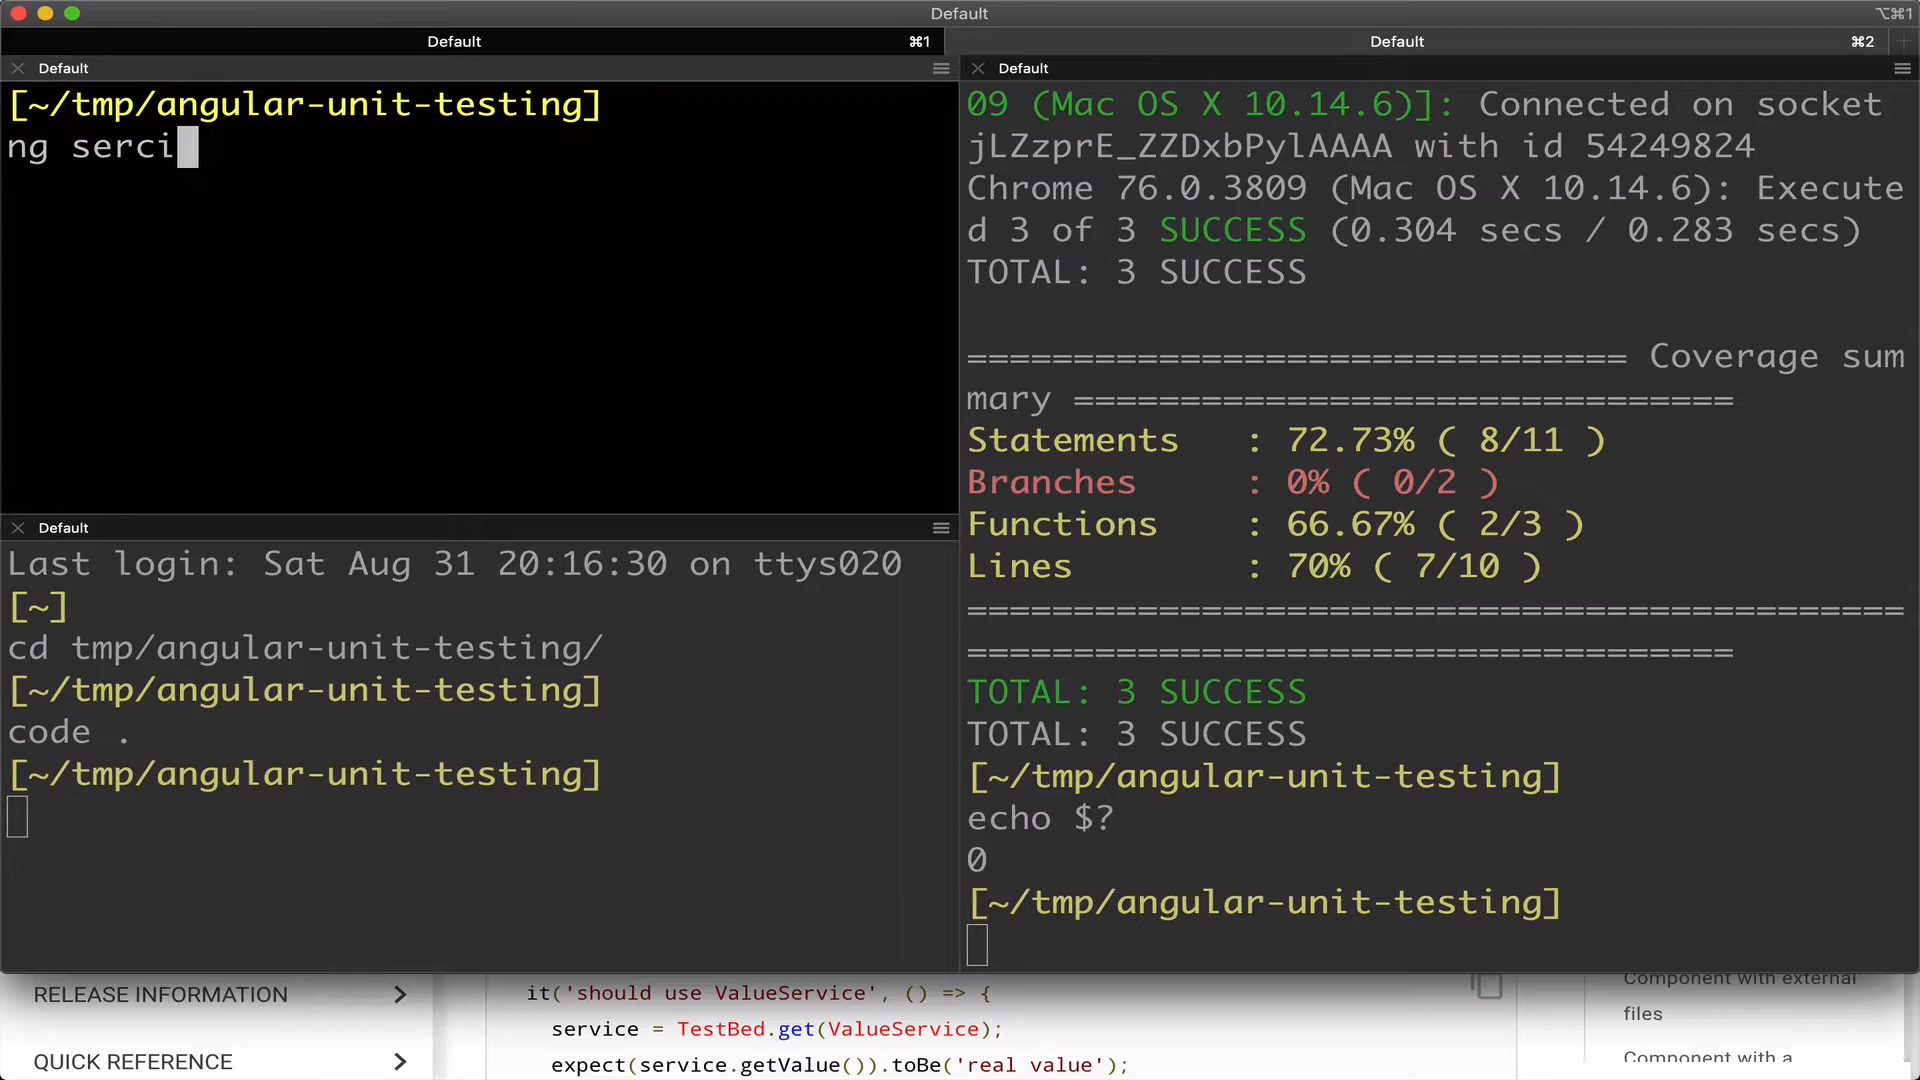 Default
⌥⌘1
Default ⌘1
Default ⌘2
Default
[~/tmp/angular-unit-testing]
ng serci
Default
Last login: Sat Aug 31 20:16:30 on ttys020
[~]
cd tmp/angular-unit-testing/
[~/tmp/angular-unit-testing]
code .
[~/tmp/angular-unit-testing]
Default
09 (Mac OS X 10.14.6)]: Connected on socket
jLZzprE_ZZDxbPylAAAA with id 54249824
Chrome 76.0.3809 (Mac OS X 10.14.6): Execute
d 3 of 3 SUCCESS (0.304 secs / 0.283 secs)
TOTAL: 3 SUCCESS
=============================== Coverage sum
mary ===============================
Statements : 72.73% ( 8/11 )
Branches : 0% ( 0/2 )
Functions : 66.67% ( 2/3 )
Lines : 70% ( 7/10 )
============================================
====================================
TOTAL: 3 SUCCESS
TOTAL: 3 SUCCESS
[~/tmp/angular-unit-testing]
echo $?
0
[~/tmp/angular-unit-testing]
RELEASE INFORMATION
QUICK REFERENCE
it('should use ValueService', () => {
service = TestBed.get(ValueService);
expect(service.getValue()).toBe('real value');
Component with external
files
Component with a